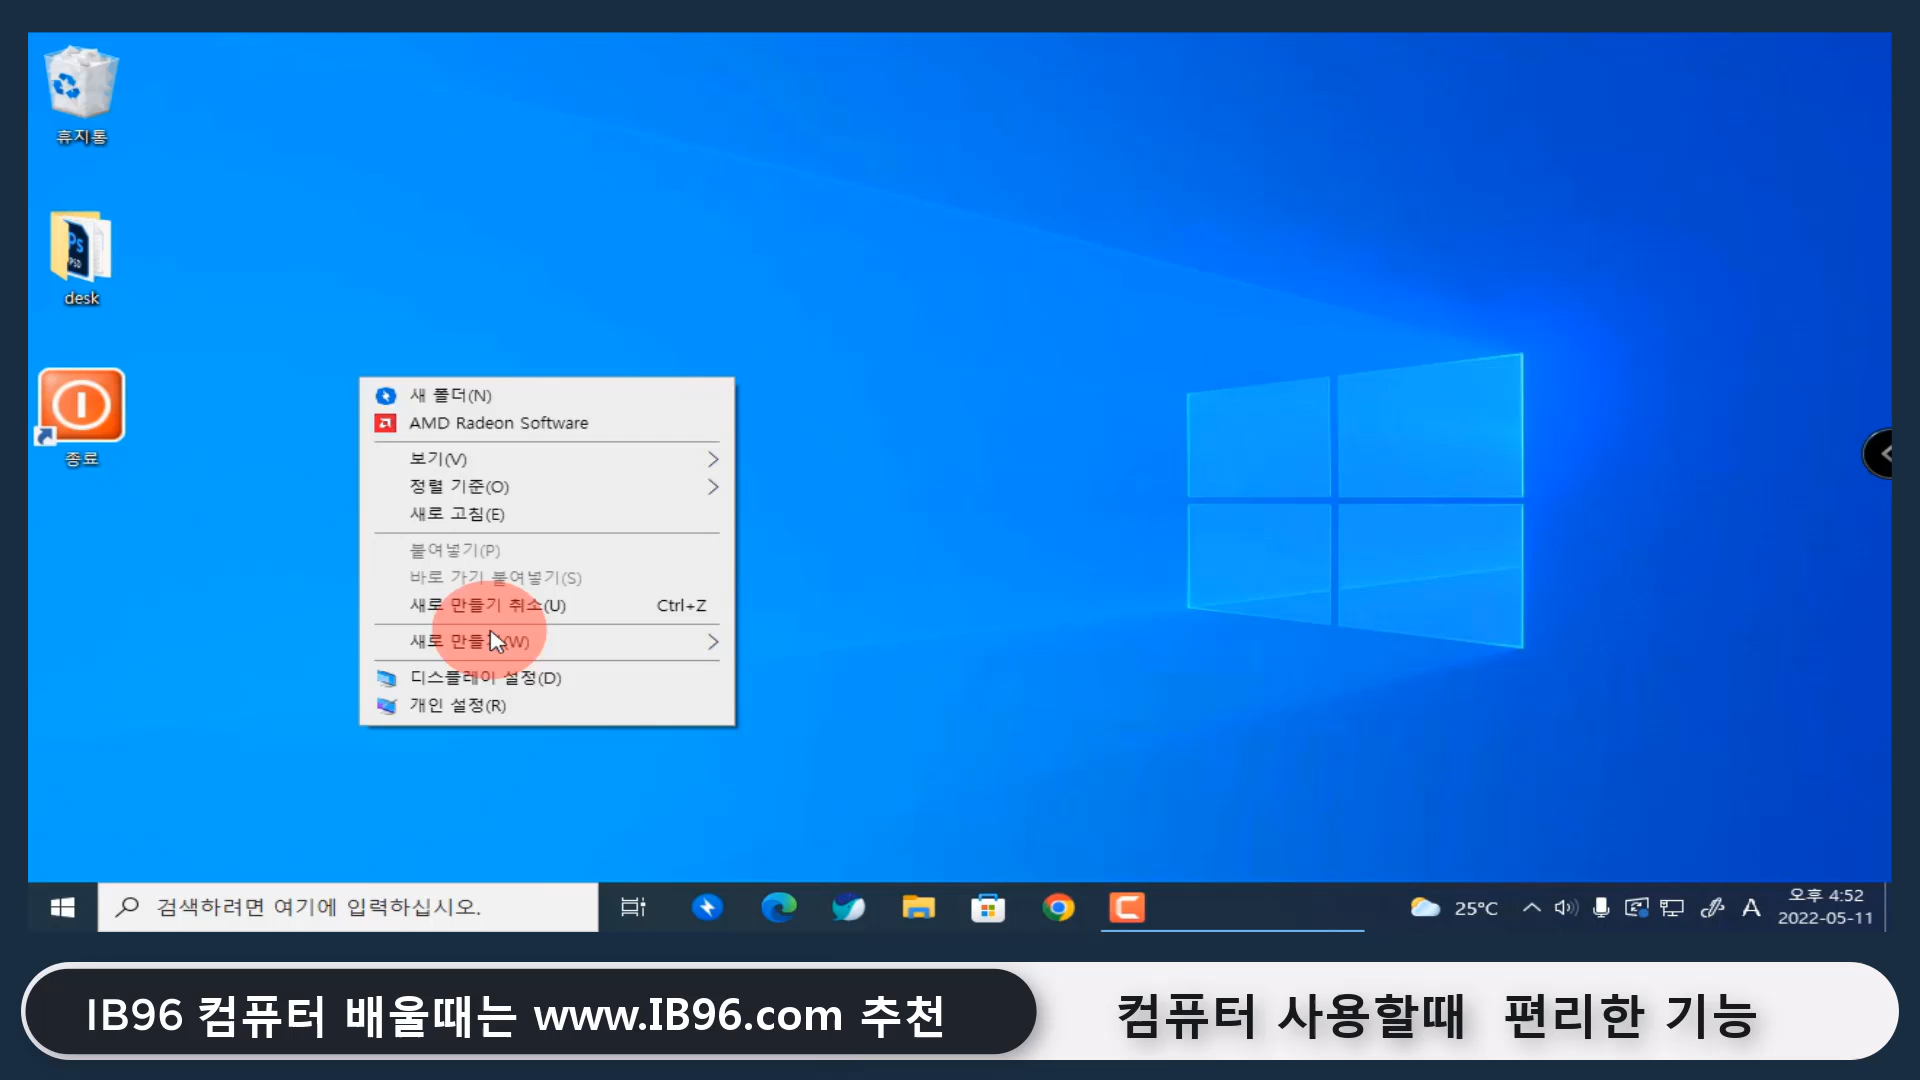 휴지통
Ps
PSD
desk
종료
새 폴더(N)
AMD Radeon Software
보기(V)
정렬 기준(O)
새로 고침(E)
붙여넣기(P)
바로 가기 붙여넣기(S)
새로 만들기 취소(U) Ctrl+Z
새로 만들기(W)
디스플레이 설정(D)
개인 설정(R)
검색하려면 여기에 입력하십시오.
25°C
A
오후 4:52
2022-05-11
IB96 컴퓨터 배울때는 www.IB96.com 추천
컴퓨터 사용할때 편리한 기능